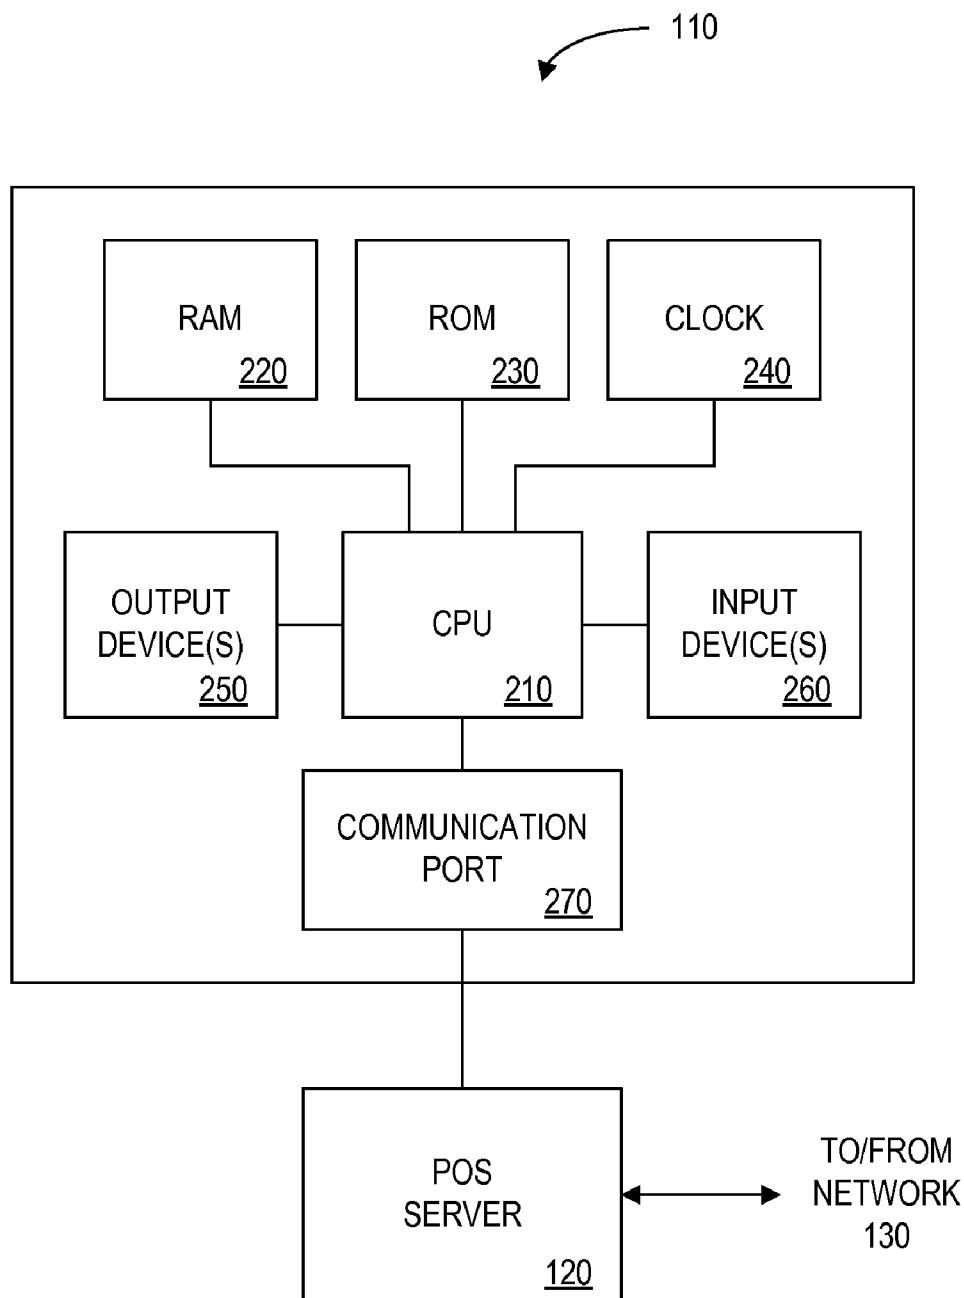 110
RAM
220
ROM
230
CLOCK
240
OUTPUT
DEVICE(S)
250
CPU
210
INPUT
DEVICE(S)
260
COMMUNICATION
PORT
270
POS
SERVER
120
TO/FROM
NETWORK
130